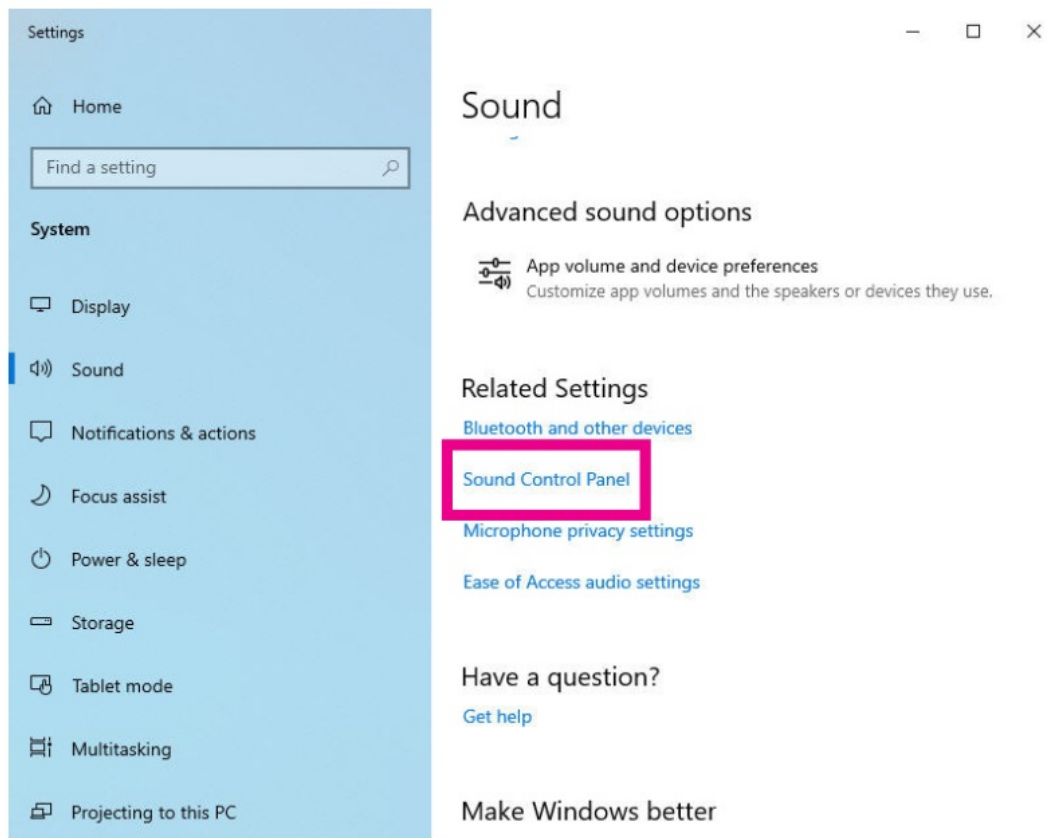 Settings
Home
Find a setting
System
Display
Sound
Notifications & actions
Focus assist
Power & sleep
Storage
Tablet mode
Multitasking
Projecting to this PC
Sound
Advanced sound options
App volume and device preferences
Customize app volumes and the speakers or devices they use.
Related Settings
Bluetooth and other devices
Sound Control Panel
Microphone privacy settings
Ease of Access audio settings
Have a question?
Get help
Make Windows better